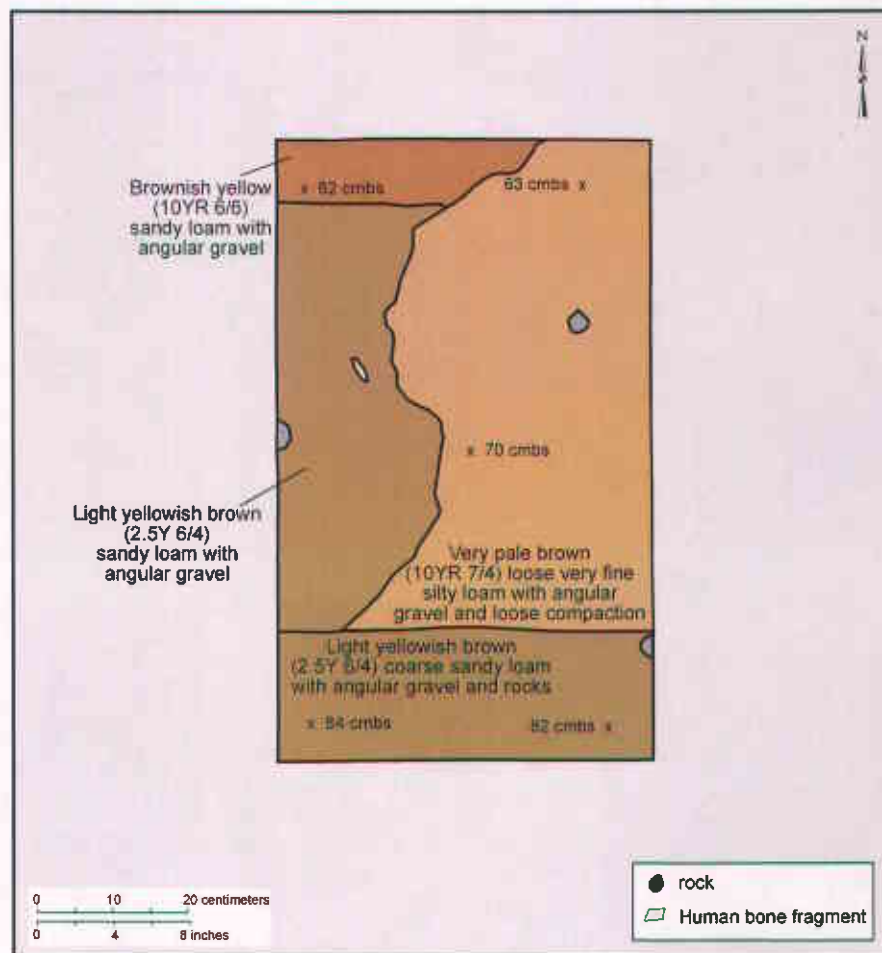 N
Brownish yellow
(10YR 6/6)
sandy loam with
angular gravel
x 62 cmbs
63 cmbs x
x 70 cmbs
Light yellowish brown
(2.5Y 6/4)
sandy loam with
angular gravel
Very pale brown
(10YR 7/4) loose very fine
silty loam with angular
gravel and loose compaction
Light yellowish brown
(2.5Y 6/4) coarse sandy loam
with angular gravel and rocks
x 84 cmbs
82 cmbs x
0 10 20 centimeters
0 4 8 inches
rock
Human bone fragment